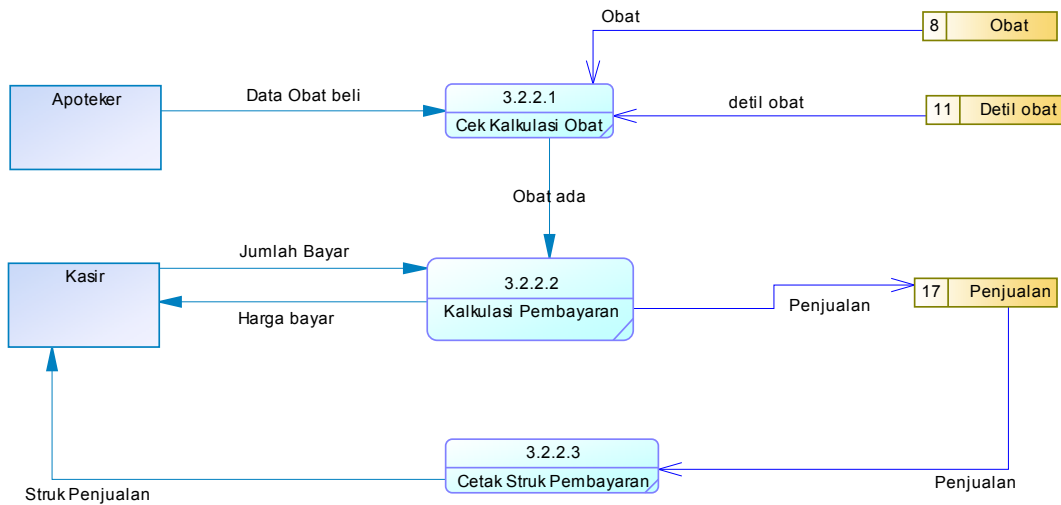 Obat
8 Obat
Apoteker
Data Obat beli
3.2.2.1
Cek Kalkulasi Obat
detil obat
11 Detil obat
Obat ada
Kasir
Jumlah Bayar
Harga bayar
3.2.2.2
Kalkulasi Pembayaran
Penjualan
17 Penjualan
3.2.2.3
Cetak Struk Pembayaran
Struk Penjualan
Penjualan